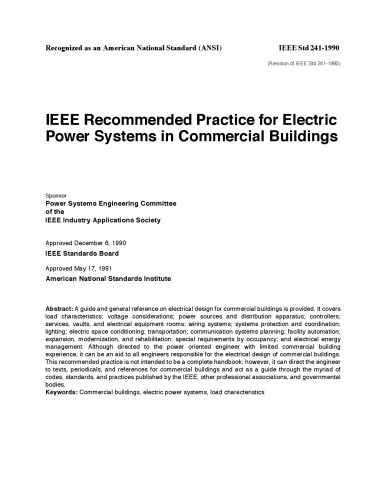 Recognized as an American National Standard (ANSI) IEEE Std 241-1990
(Revision of IEEE Std 241-1983)
IEEE Recommended Practice for Electric
Power Systems in Commercial Buildings
Sponsor
Power Systems Engineering Committee
of the
IEEE Industry Applications Society
Approved December 6, 1990
IEEE Standards Board
Approved May 17, 1991
American National Standards Institute
Abstract: A guide and general reference on electrical design for commercial buildings is provided. It covers
load characteristics; voltage considerations; power sources and distribution apparatus; controllers;
services, vaults, and electrical equipment rooms; wiring systems; systems protection and coordination;
lighting; electric space conditioning; transportation; communication systems planning; facility automation;
expansion, modernization, and rehabilitation; special requirements by occupancy; and electrical energy
management. Although directed to the power oriented engineer with limited commercial building
experience, it can be an aid to all engineers responsible for the electrical design of commercial buildings.
This recommended practice is not intended to be a complete handbook; however, it can direct the engineer
to texts, periodicals, and references for commercial buildings and act as a guide through the myriad of
codes, standards, and practices published by the IEEE, other professional associations, and governmental
bodies.
Keywords: Commercial buildings, electric power systems, load characteristics